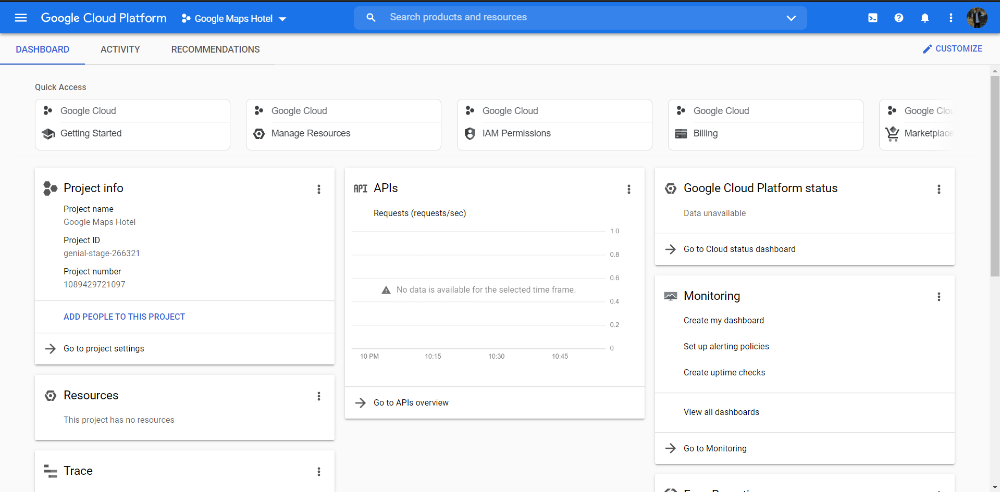 Google Cloud Platform
Google Maps Hotel
Search products and resources
DASHBOARD
ACTIVITY
RECOMMENDATIONS
CUSTOMIZE
Quick Access
Google Cloud
Getting Started
Google Cloud
Manage Resources
Google Cloud
IAM Permissions
Google Cloud
Billing
Google
Marketplace
Project info
Project name
Google Maps Hotel
Project ID
genial-stage-266321
Project number
1089429721097
ADD PEOPLE TO THIS PROJECT
Go to project settings
Resources
This project has no resources
Trace
API APIs
Requests (requests/sec)
1.0
0.8
0.6
No data is available for the selected time frame.
0.4
0.2
0
10 PM 10:15 10:30 10:45
Go to APIs overview
Google Cloud Platform status
Data unavailable
Go to Cloud status dashboard
Monitoring
Create my dashboard
Set up alerting policies
Create uptime checks
View all dashboards
Go to Monitoring